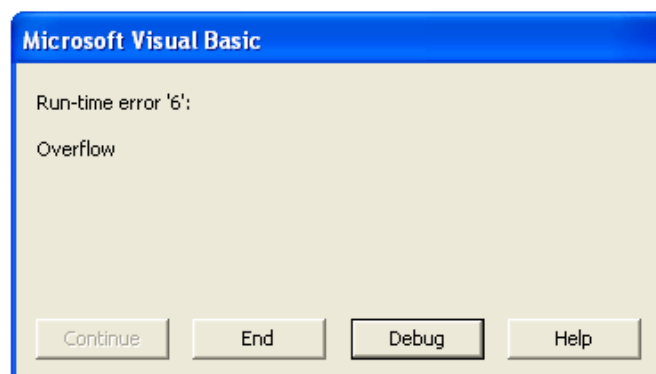 Microsoft Visual Basic
Run-time error '6':
Overflow
Continue End Debug Help